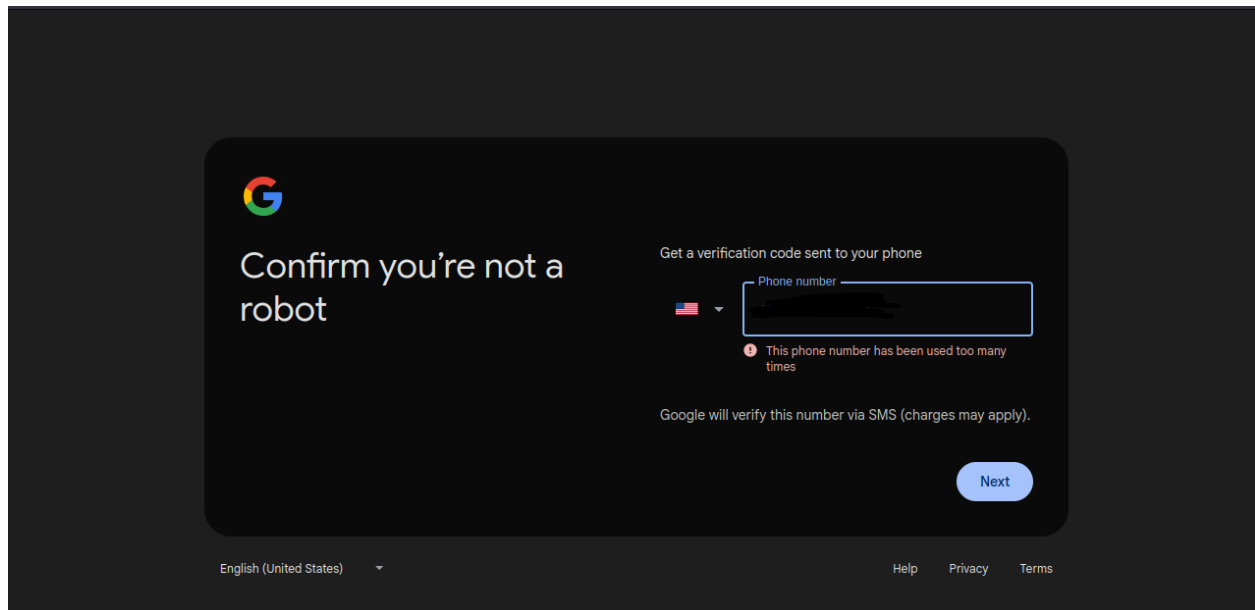 Confirm you're not a
robot
Get a verification code sent to your phone
Phone number
This phone number has been used too many
times
Google will verify this number via SMS (charges may apply).
Next
English (United States)
Help Privacy Terms